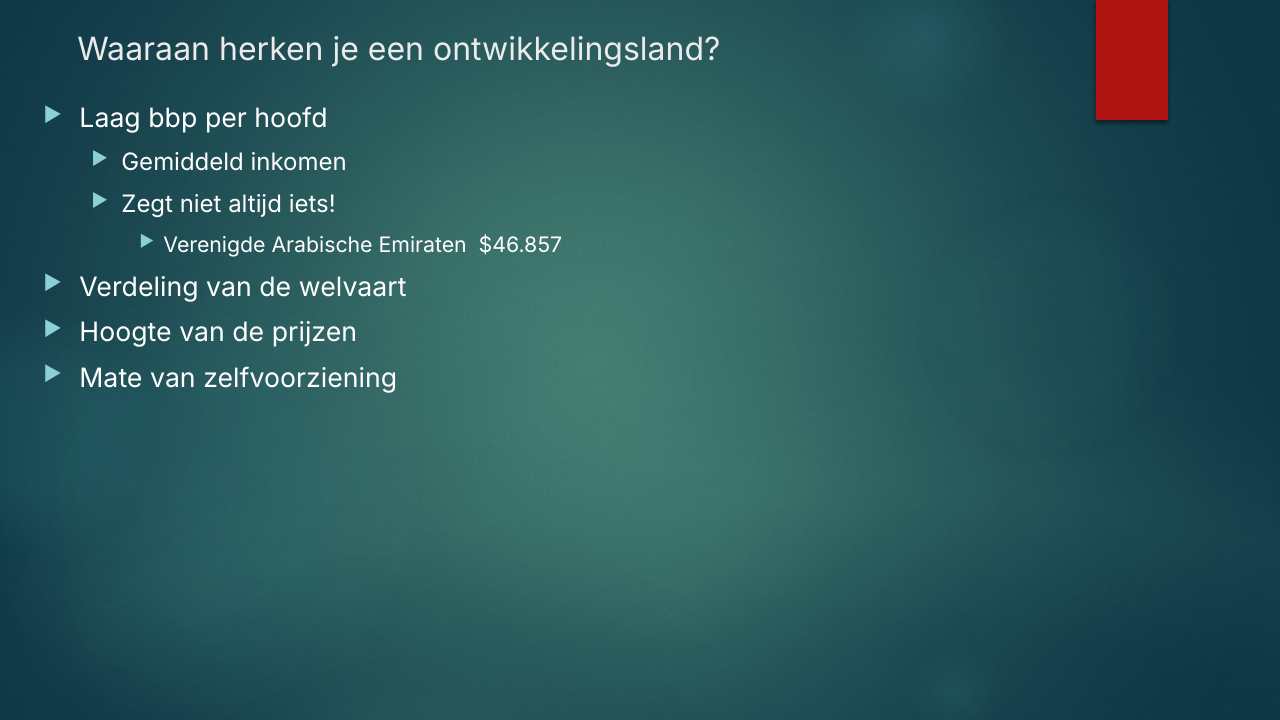 Waaraan herken je een ontwikkelingsland?
Laag bbp per hoofd
Gemiddeld inkomen
Zegt niet altijd iets!
Verenigde Arabische Emiraten $46.857
Verdeling van de welvaart
Hoogte van de prijzen
Mate van zelfvoorziening